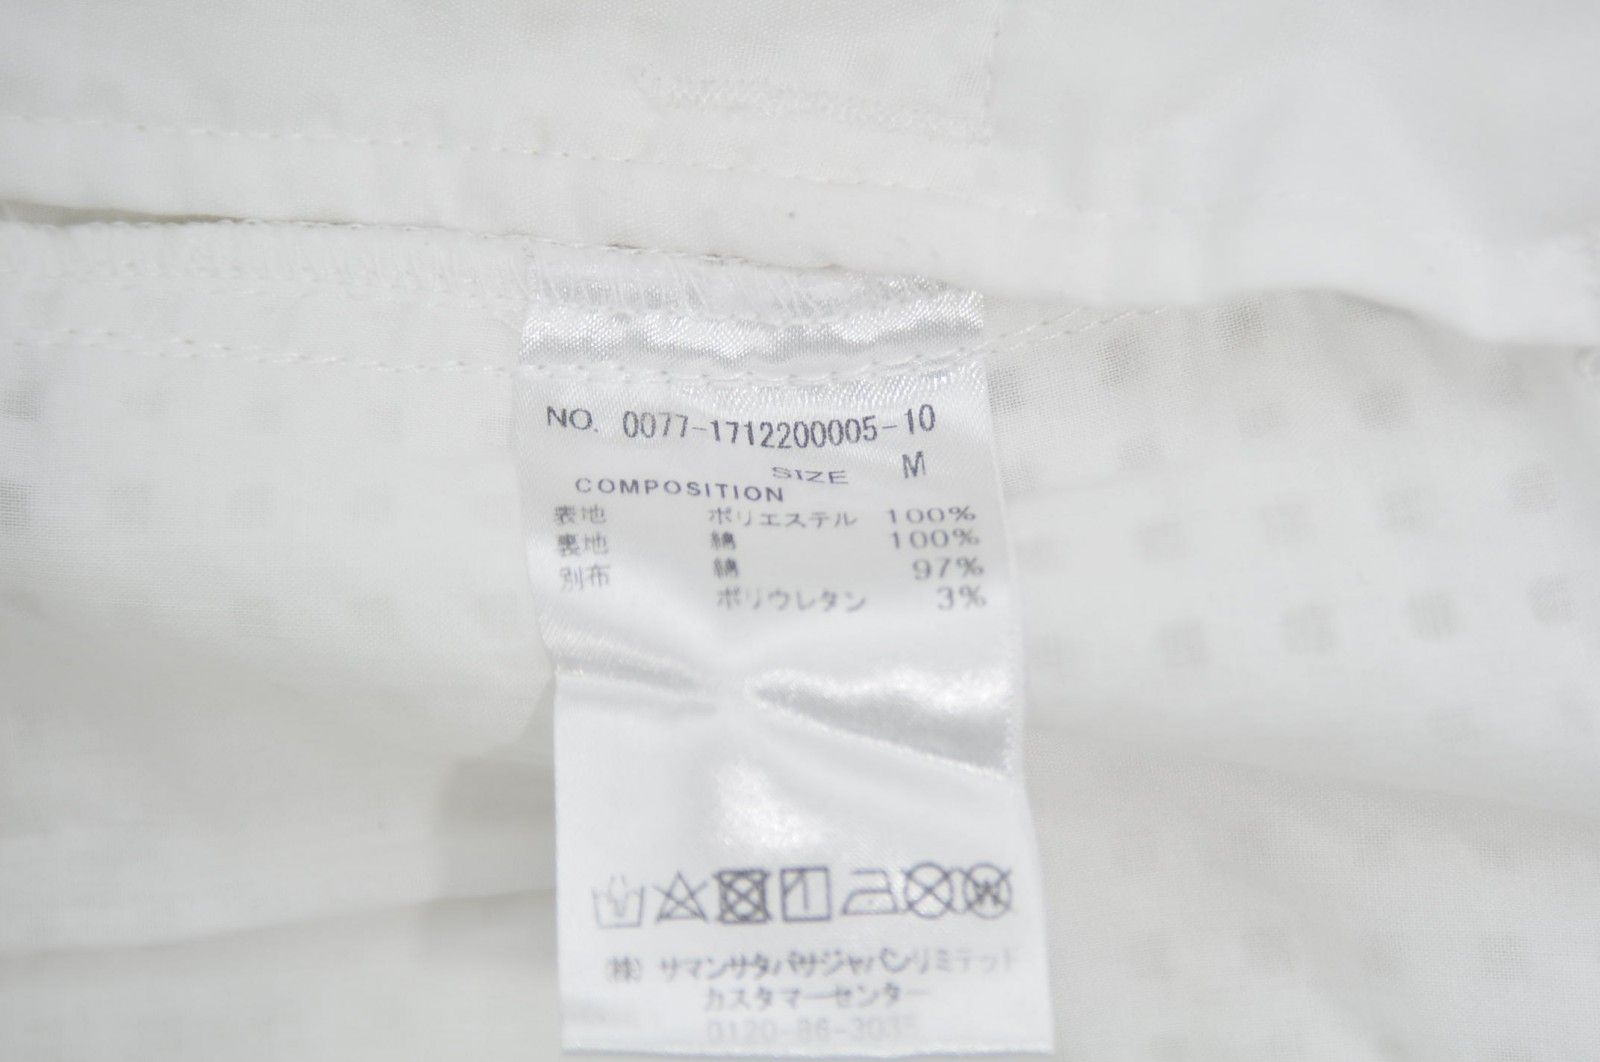 NO. 0077-1712200005-10
SIZE M
COMPOSITION
表地 ポリエステル 100%
裏地 綿 100%
別布 綿 97%
ポリウレタン 3%
(株) サマンサタバサジャパンリミテッド
カスタマーセンター
0120-86-